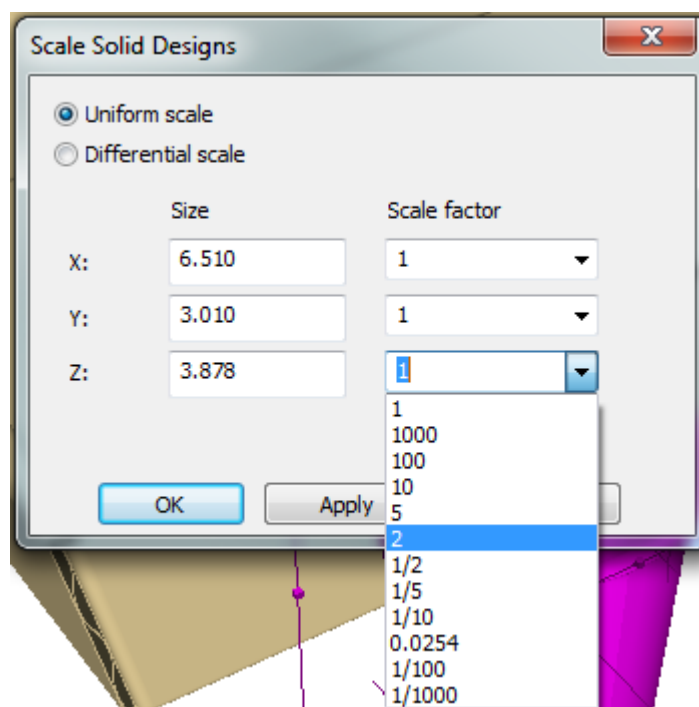 Scale Solid Designs
Uniform scale
Differential scale
Size Scale factor
X: 6.510 1
Y: 3.010 1
Z: 3.878 1
1
1000
100
10
OK Apply 5
2
1/2
1/5
1/10
0.0254
1/100
1/1000